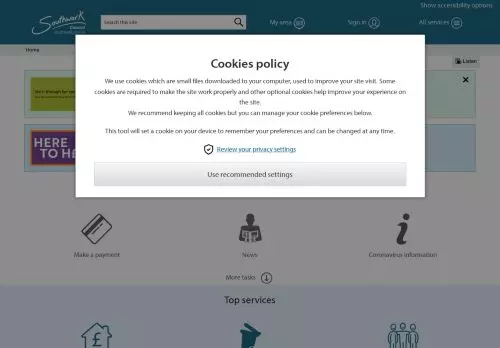 Show accessibility options
Southwark
Council
Search this site
My area
Sign in
All services
Home
Listen
Cookies policy
We use cookies which are small files downloaded to your computer, used to improve your site visit. Some
cookies are required to make the site work properly and other optional cookies help improve your experience on
the site.
We recommend keeping all cookies but you can manage your cookie preferences below.
This tool will set a cookie on your device to remember your preferences and can be changed at any time.
Review your privacy settings
Use recommended settings
HERE
TO HE
Make a payment
News
Coronavirus information
More tasks
Top services